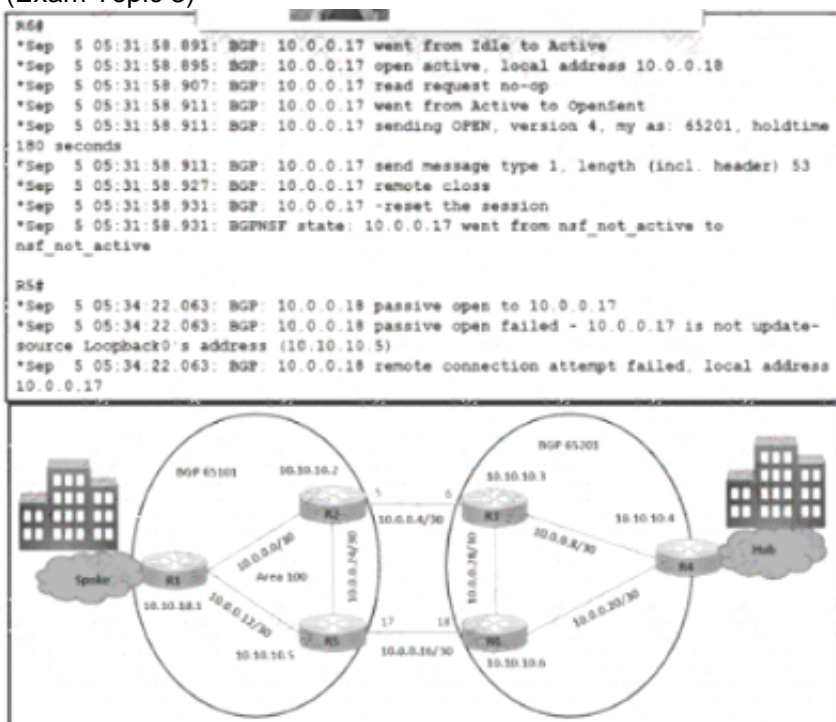 (Exam Topic 3)
R6#
*Sep 5 05:31:58.891: BGP: 10.0.0.17 went from Idle to Active
*Sep 5 05:31:58.895: BGP: 10.0.0.17 open active, local address 10.0.0.18
*Sep 5 05:31:58.907: BGP: 10.0.0.17 read request no-op
*Sep 5 05:31:58.911: BGP: 10.0.0.17 went from Active to OpenSent
*Sep 5 05:31:58.911: BGP: 10.0.0.17 sending OPEN, version 4, my as: 65201, holdtime
180 seconds
*Sep 5 05:31:58.911: BGP: 10.0.0.17 send message type 1, length (incl. header) 53
*Sep 5 05:31:58.927: BGP: 10.0.0.17 remote closs
*Sep 5 05:31:58.931: BGP: 10.0.0.17 -reset the session
*Sep 5 05:31:58.931: BGPNSF state: 10.0.0.17 went from nsf_not_active to
nsf_not_active
R5#
*Sep 5 05:34:22.063: BGP: 10.0.0.18 passive open to 10.0.0.17
*Sep 5 05:34:22.063: BGP: 10.0.0.18 passive open failed - 10.0.0.17 is not update-
source Loopback0's address (10.10.10.5)
*Sep 5 05:34:22.063: BGP: 10.0.0.18 remote connection attempt failed, local address
10.0.0.17
BGP 65101
10.10.10.2
BGP 65201
10.10.10.3
5
6
R2
10.0.0.4/30
R3
10.10.10.4
10.0.0.0/30
10.0.0.24/30
10.0.0.28/30
10.0.0.8/30
Spoke
R1
Area 100
R4
Hub
10.10.10.1
10.0.0.12/30
10.0.0.20/30
17
18
R5
R6
10.10.10.5
10.0.0.16/30
10.10.10.6